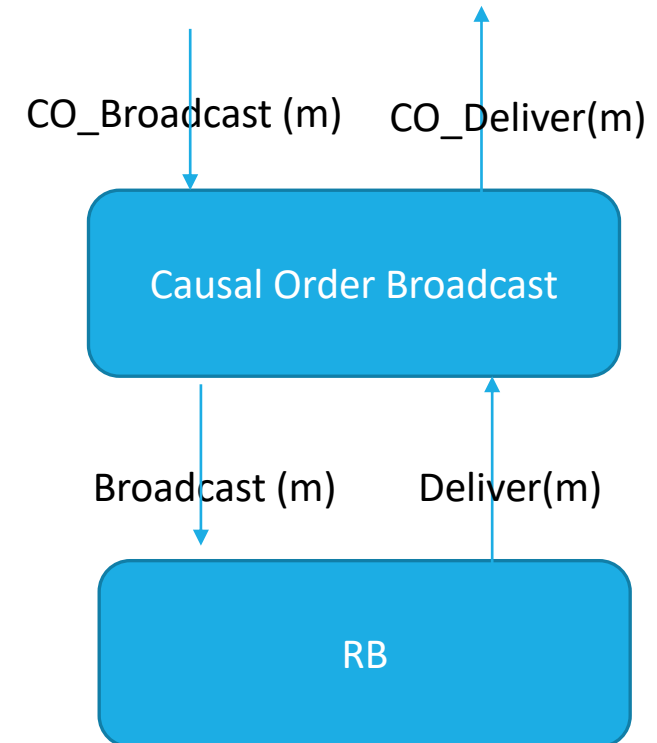 CO_Broadcast (m)
CO_Deliver(m)
Causal Order Broadcast
Broadcast (m)
Deliver(m)
RB